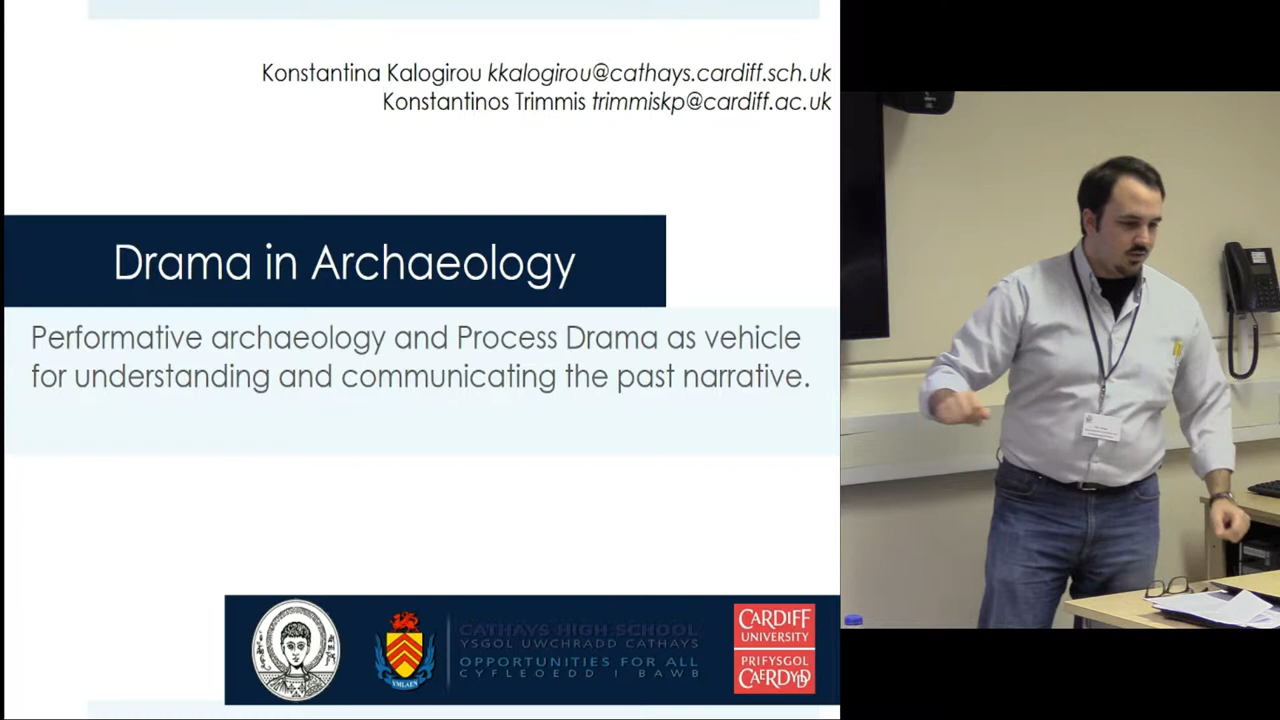 Konstantina Kalogirou kkalogirou@cathays.cardiff.sch.uk
Konstantinos Trimmis trimmiskp@cardiff.ac.uk
Drama in Archaeology
Performative archaeology and Process Drama as vehicle
for understanding and communicating the past narrative.
YMLAEN
CATHAYS HIGH SCHOOL
YSGOL UWCHRADD CATHAYS
OPPORTUNITIES FOR ALL
CYFLEOEDD I BAWB
CARDIFF
UNIVERSITY
PRIFYSGOL
CAERDYDD